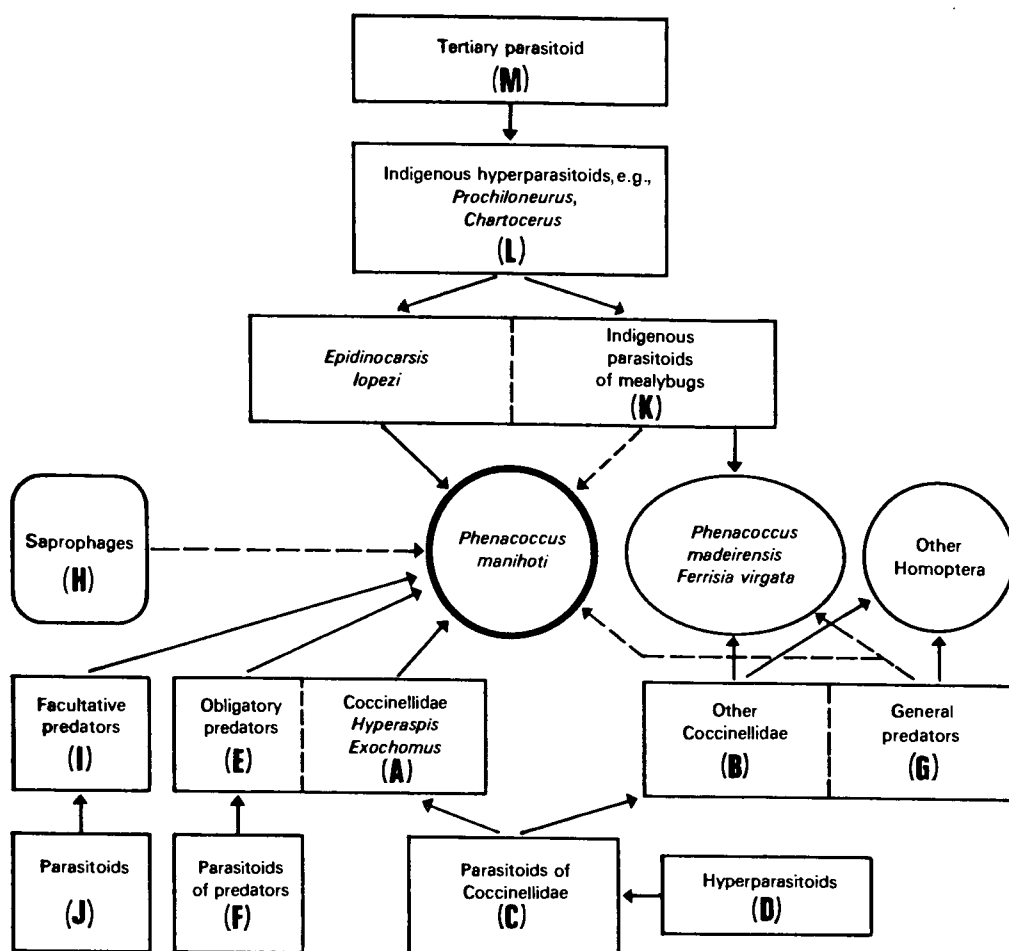 Tertiary parasitoid
(M)
Indigenous hyperparasitoids, e.g.,
Prochiloneurus,
Chartocerus
(L)
Epidinocarsis
lopezi
Indigenous
parasitoids
of mealybugs
(K)
Saprophages
(H)
Phenacoccus
manihoti
Phenacoccus
madeirensis
Ferrisia virgata
Other
Homoptera
Facultative
predators
(I)
Obligatory
predators
(E)
Coccinellidae
Hyperaspis
Exochomus
(A)
Other
Coccinellidae
(B)
General
predators
(G)
Parasitoids
(J)
Parasitoids
of predators
(F)
Parasitoids of
Coccinellidae
(C)
Hyperparasitoids
(D)